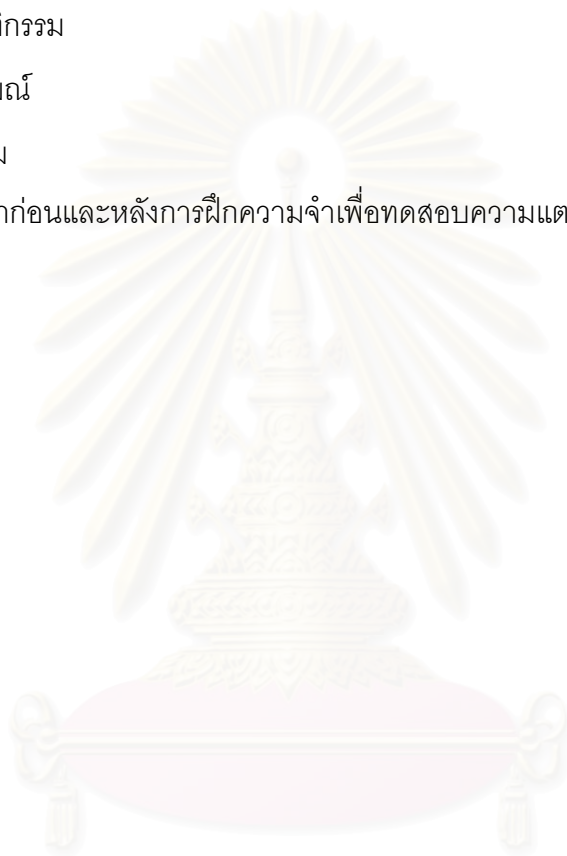 ติกรรม
ณ์
ม
าก่อนและหลังการฝึกความจำเพื่อทดสอบความแต